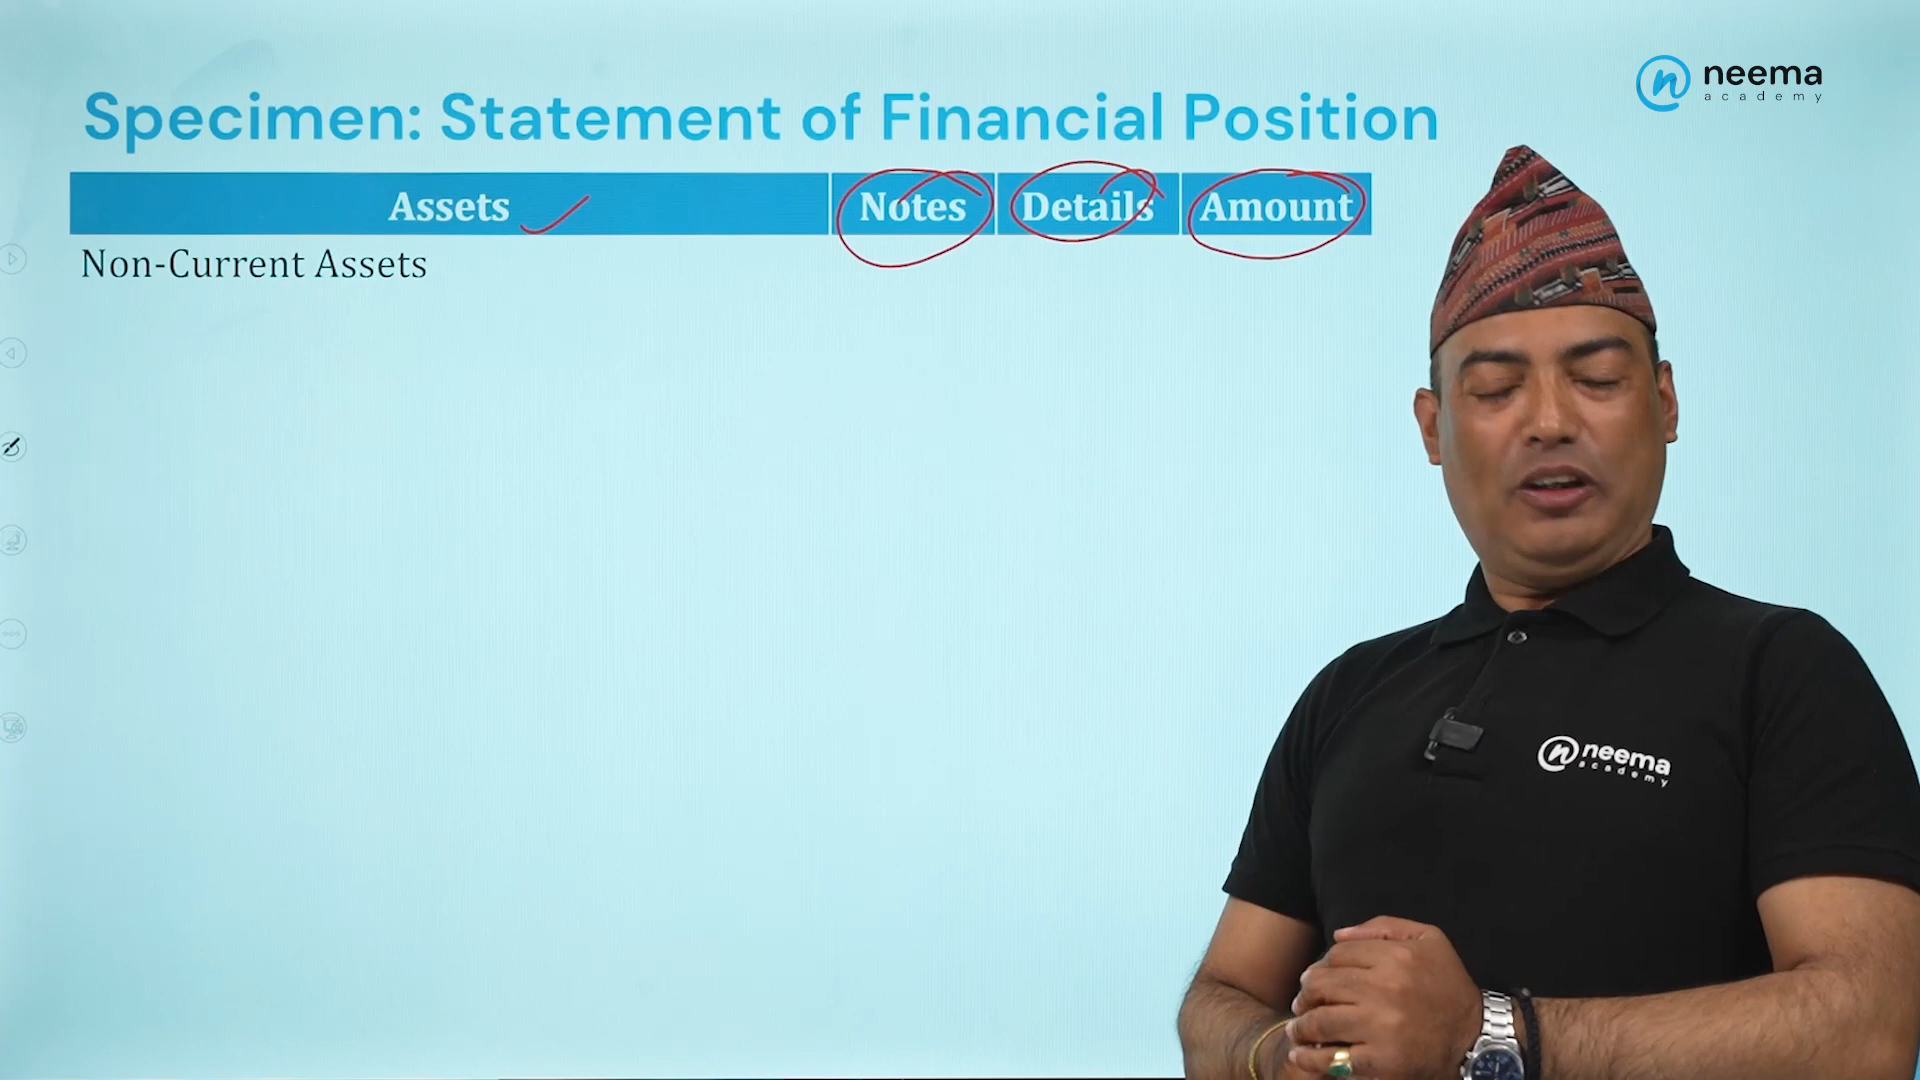 neema
academy
Specimen: Statement of Financial Position
Assets Notes Details Amount
Non-Current Assets
neema
academy